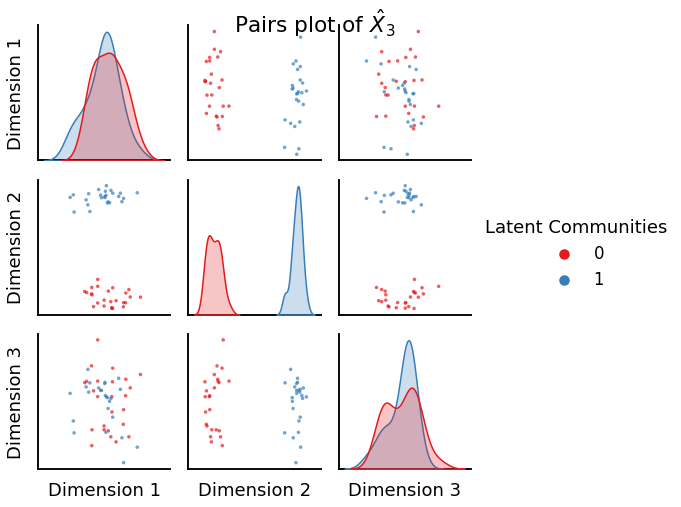 Pairs plot of X̂₃
Dimension 1
Dimension 2
Dimension 3
Latent Communities
0
1
Dimension 1 Dimension 2 Dimension 3